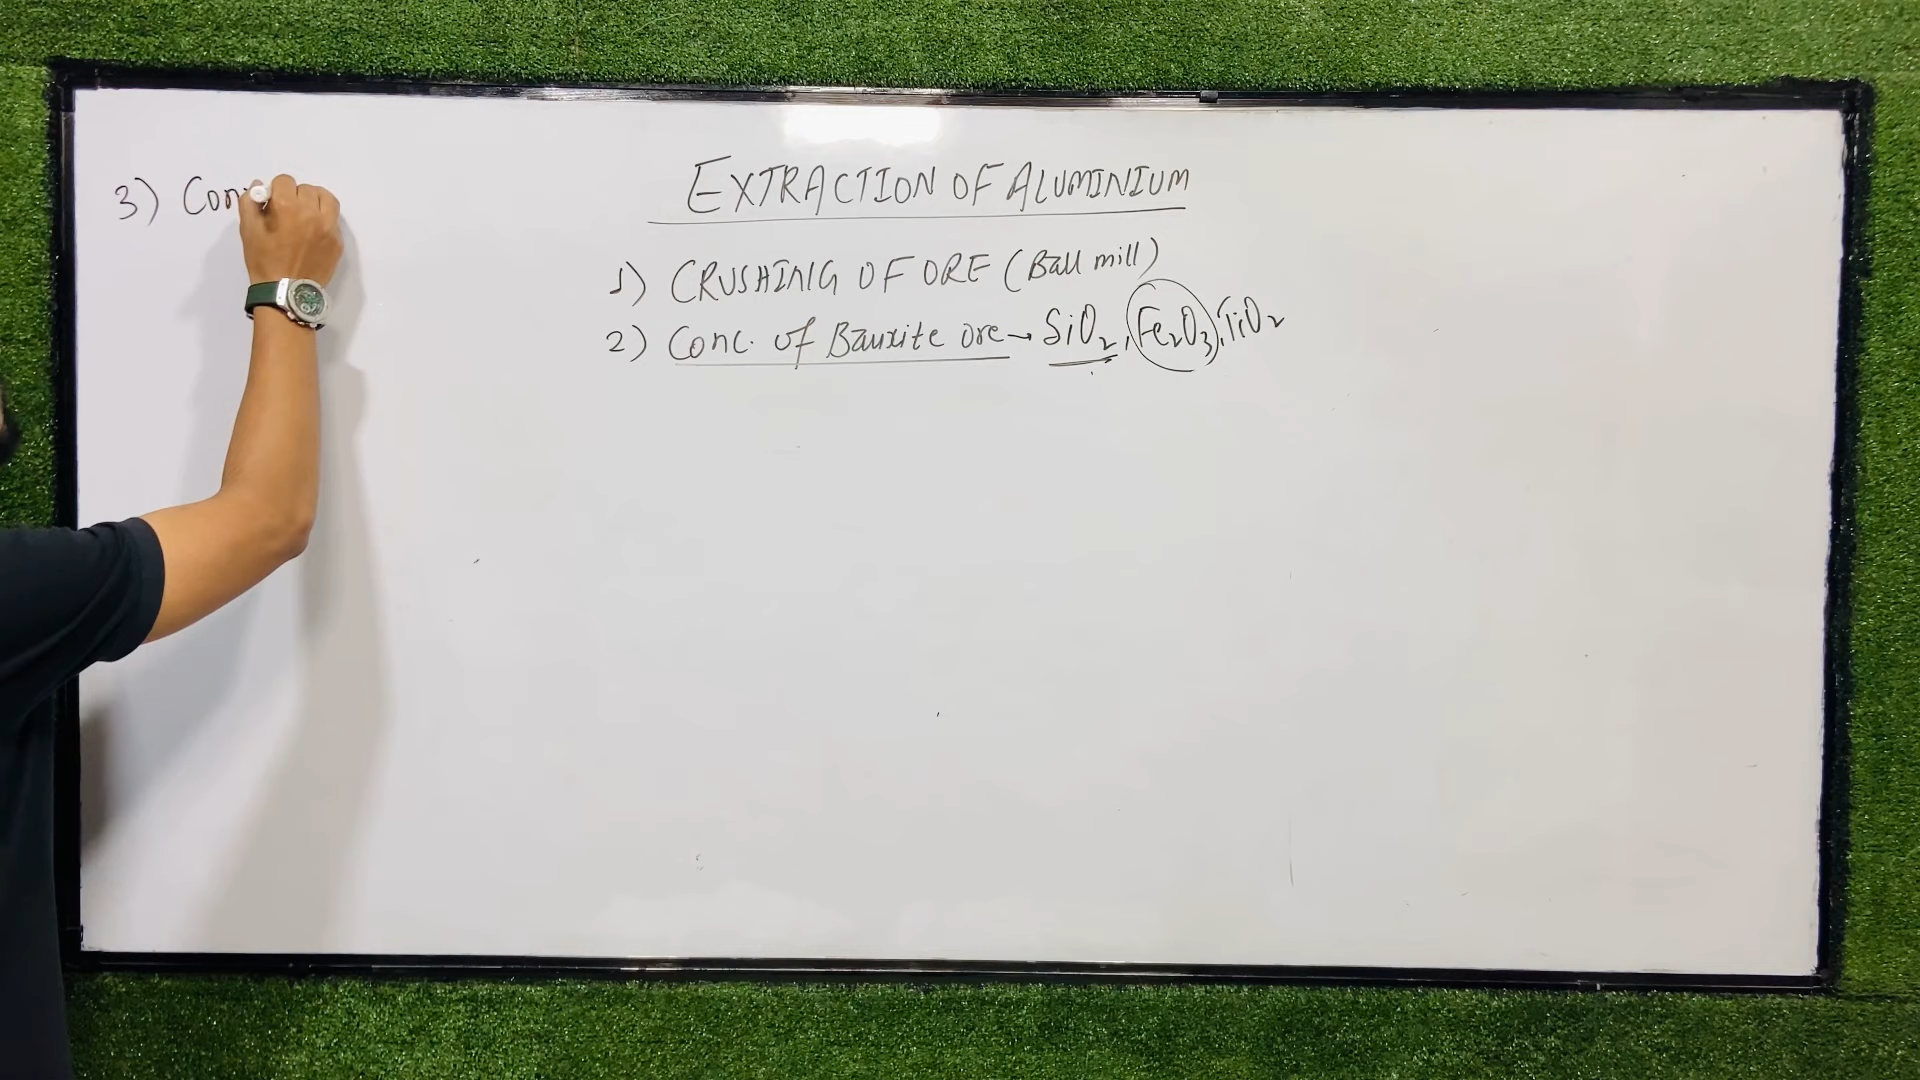 EXTRACTION OF ALUMINIUM
1) CRUSHING OF ORE (Ball mill)
2) Conc. of Bauxite ore → SiO₂, Fe₂O₃, TiO₂
3) Con